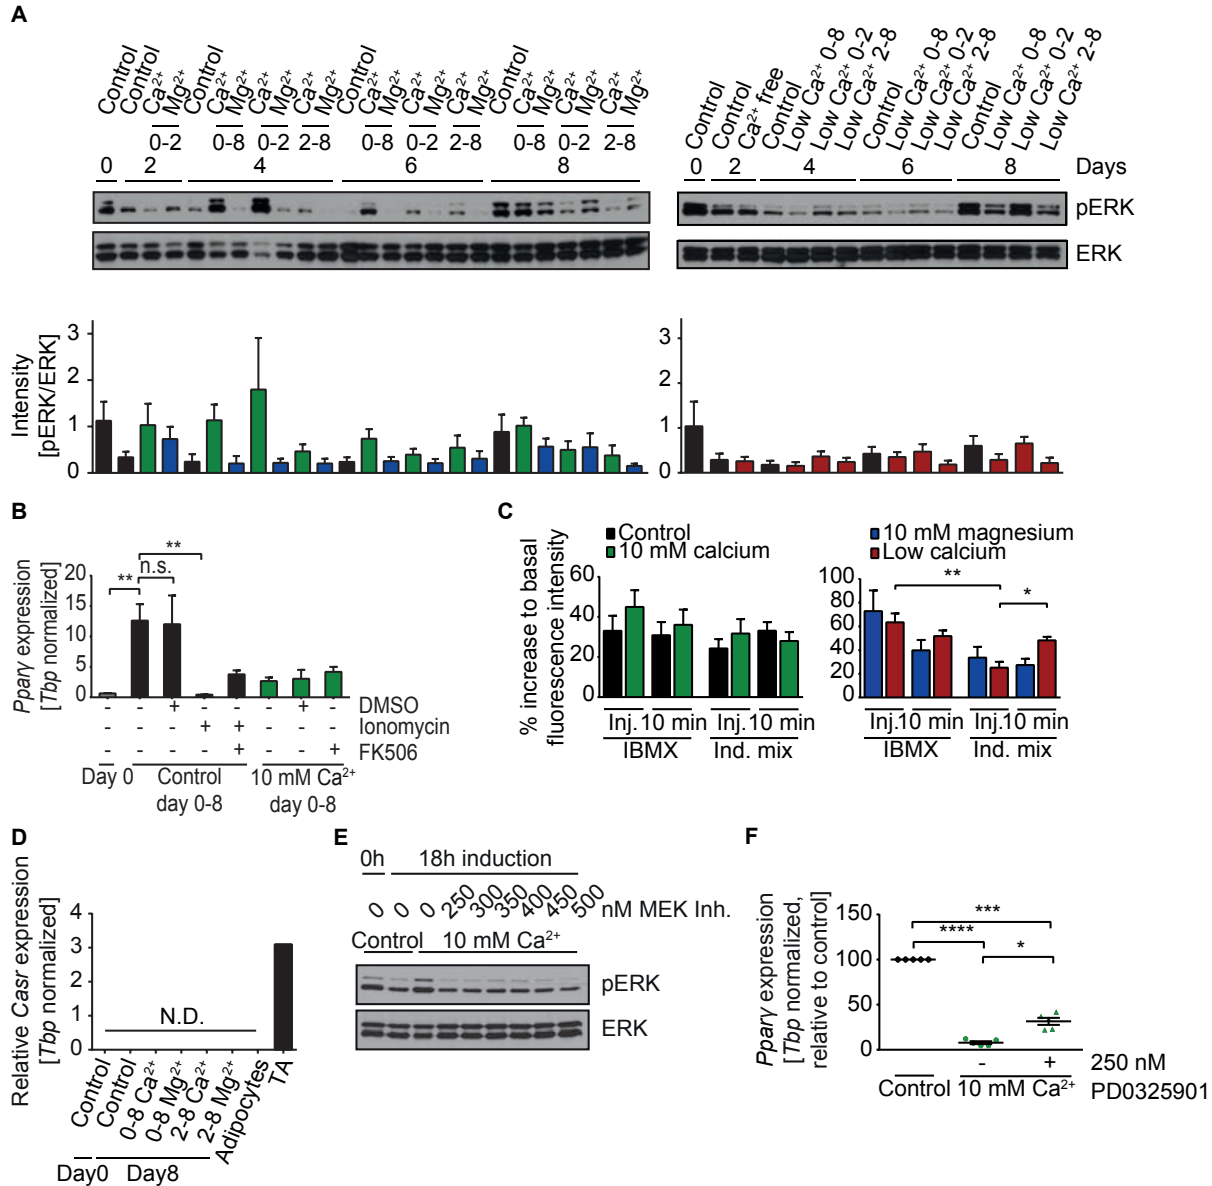 A
Control Control Ca²⁺ Mg²⁺ Control Ca²⁺ Mg²⁺ Ca²⁺ Mg²⁺ Ca²⁺ Mg²⁺ Control Ca²⁺ Mg²⁺ Ca²⁺ Mg²⁺ Ca²⁺ Mg²⁺ Control Ca²⁺ Mg²⁺ Ca²⁺ Mg²⁺ Ca²⁺ Mg²⁺
0-2 0-8 0-2 2-8 0-8 0-2 2-8 0-8 0-2 2-8
0 2 4 6 8
Control Control Ca²⁺ free Control Low Ca²⁺ 0-8 Low Ca²⁺ 0-2 Low Ca²⁺ 2-8 Control Low Ca²⁺ 0-8 Low Ca²⁺ 0-2 Low Ca²⁺ 2-8 Control Low Ca²⁺ 0-8 Low Ca²⁺ 0-2 Low Ca²⁺ 2-8
0 2 4 6 8 Days
pERK
ERK
Intensity
[pERK/ERK]
3
2
1
0
3
2
1
0
B
Pparγ expression
[Tbp normalized]
20
15
10
5
0
** n.s. **
- - + - - - + - DMSO
- - - + + - - - Ionomycin
- - - - + - - + FK506
Day 0 Control 10 mM Ca²⁺
day 0-8 day 0-8
C
Control
10 mM calcium
10 mM magnesium
Low calcium
% increase to basal
fluorescence intensity
60
40
20
0
Inj. 10 min Inj. 10 min
IBMX Ind. mix
100
80
60
40
20
0
** *
Inj. 10 min Inj. 10 min
IBMX Ind. mix
D
Relative Casr expression
[Tbp normalized]
4
3
2
1
0
N.D.
Control Control 0-8 Ca²⁺ 0-8 Mg²⁺ 2-8 Ca²⁺ 2-8 Mg²⁺ Adipocytes TA
Day0 Day8
E
0h 18h induction
0 0 0 250 300 350 400 450 500 nM MEK Inh.
Control 10 mM Ca²⁺
pERK
ERK
F
Pparγ expression
[Tbp normalized,
relative to control]
150
100
50
0
***
**** *
- + 250 nM
Control 10 mM Ca²⁺ PD0325901